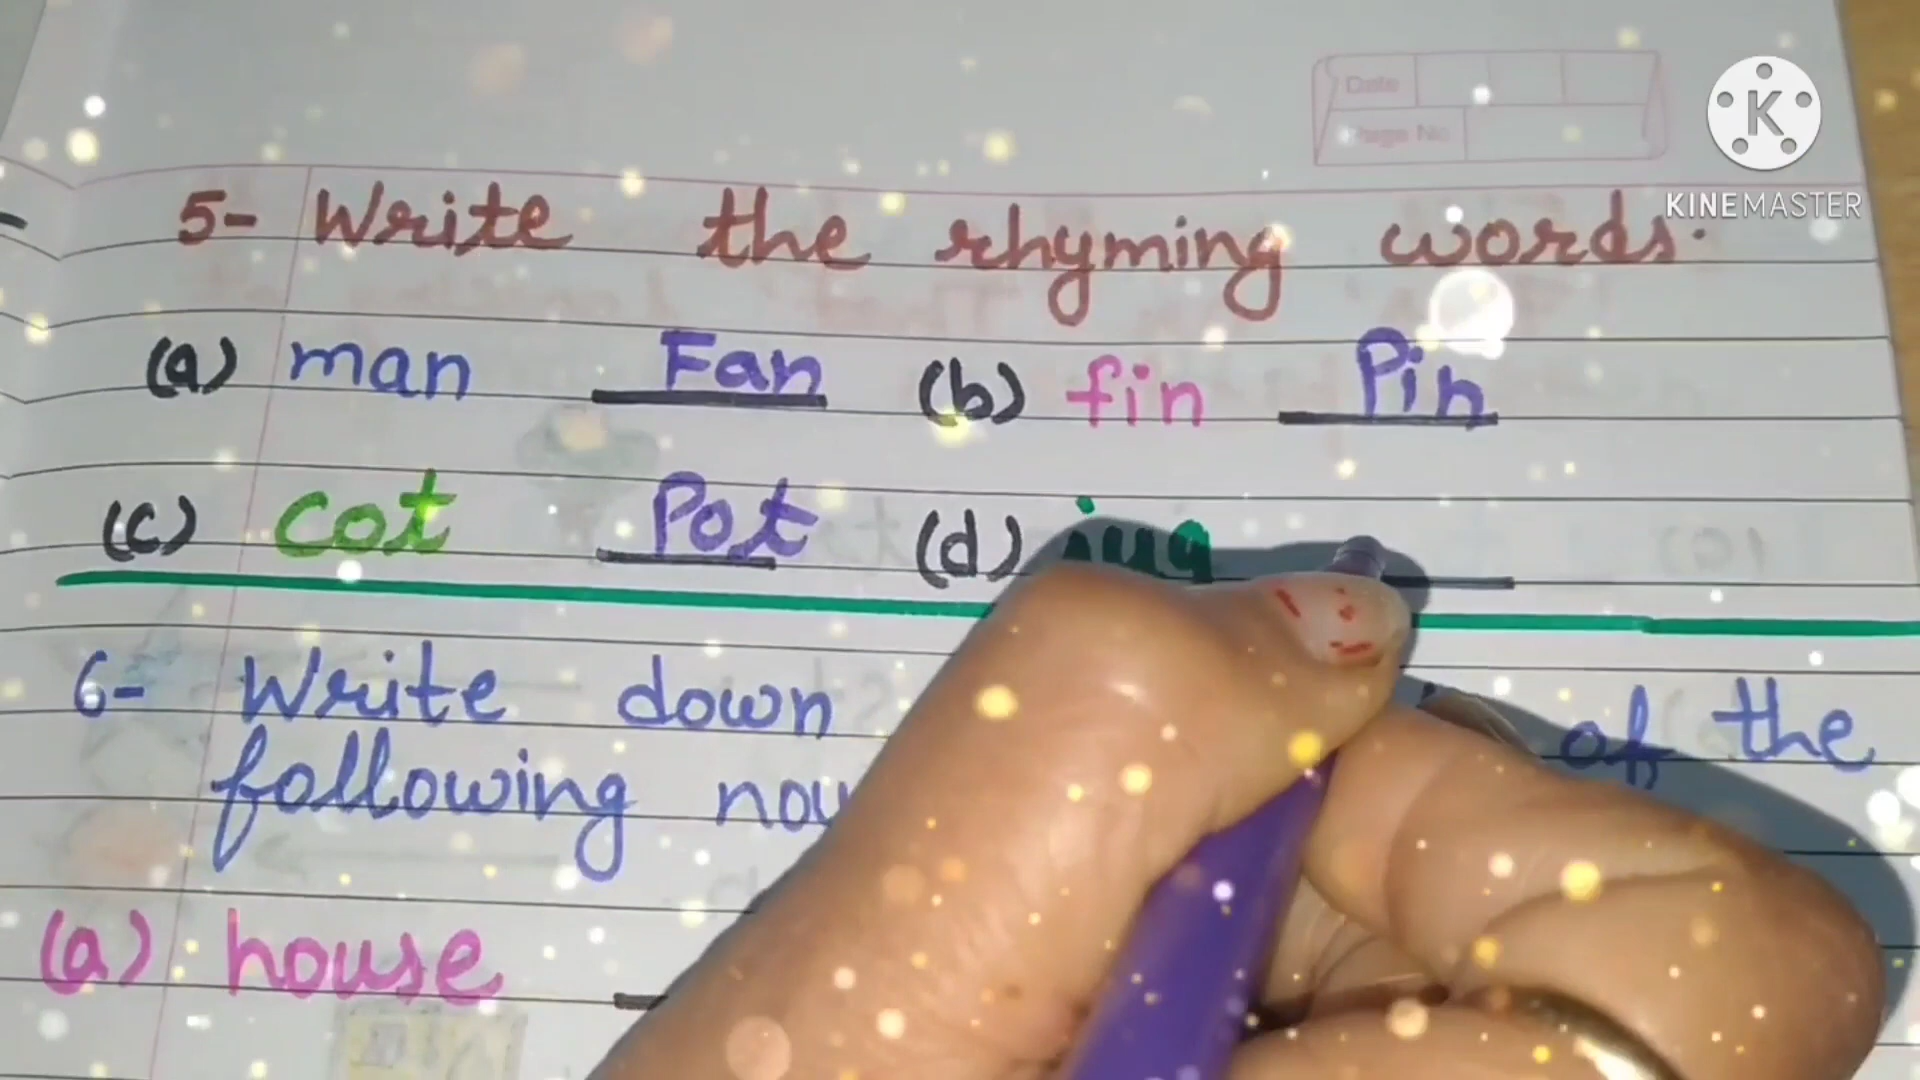 Date
Page No
KINEMASTER
5- Write the rhyming words.
(a) man Fan (b) fin Pin
(c) cot Pot (d) jug
6- Write down of the
following
(a) house